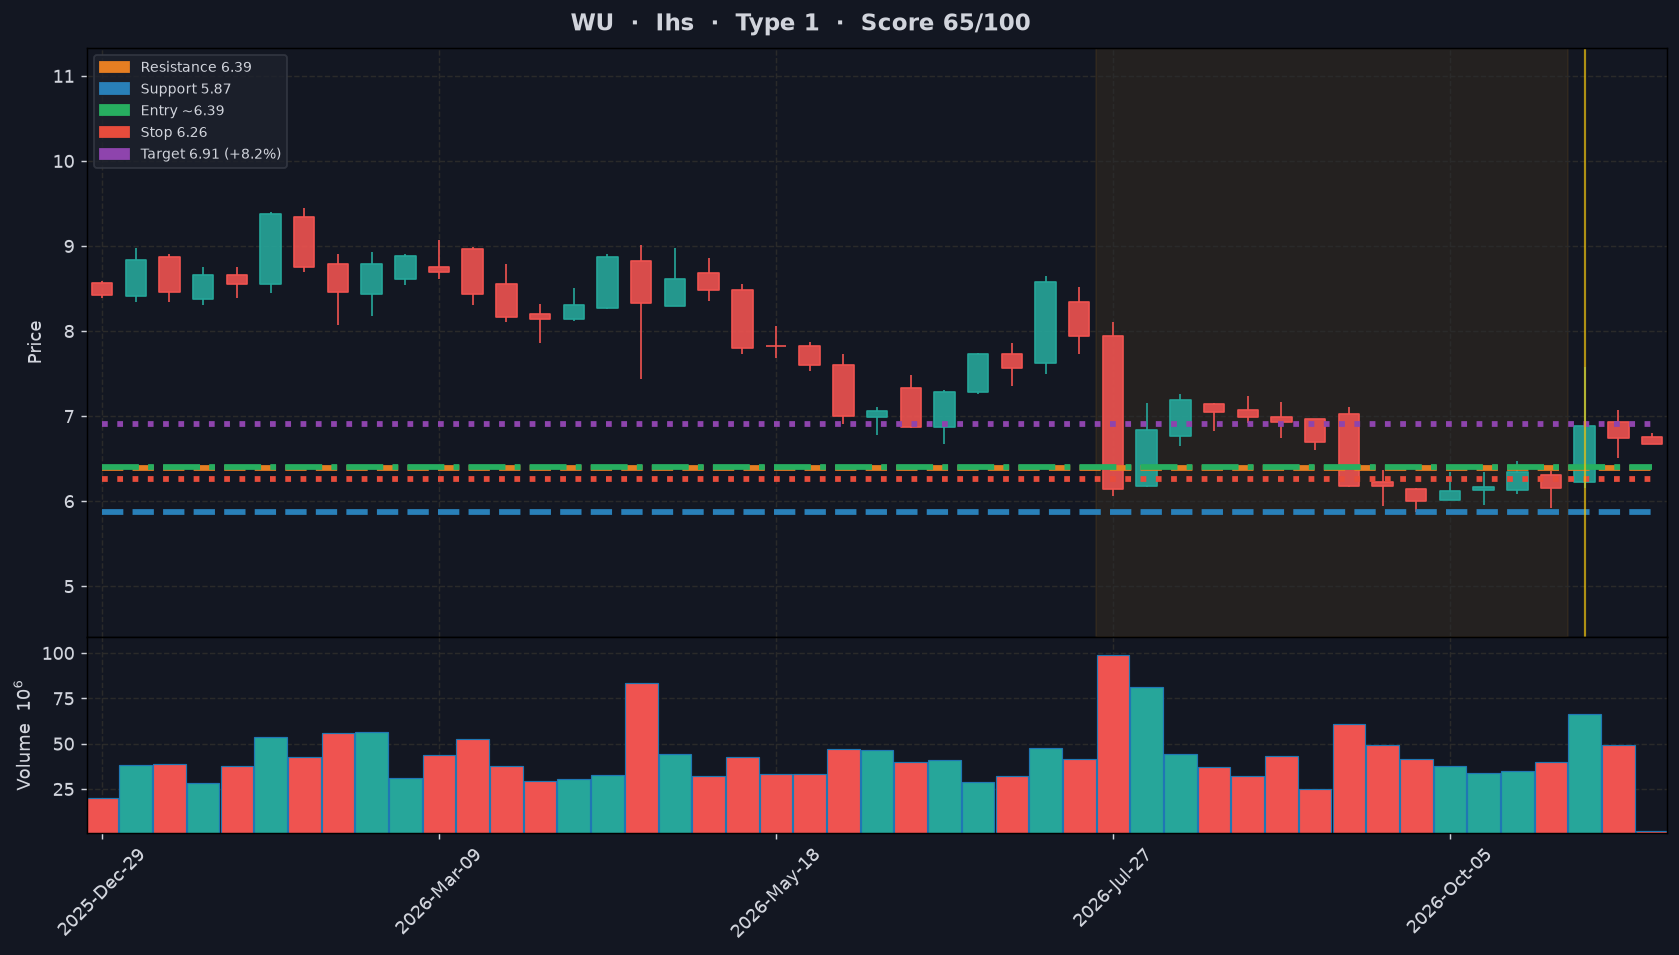 WU · Ihs · Type 1 · Score 65/100
Resistance 6.39
Support 5.87
Entry ~6.39
Stop 6.26
Target 6.91 (+8.2%)
Price
11
10
9
8
7
6
5
Volume 10⁶
100
75
50
25
2025-Dec-29
2026-Mar-09
2026-May-18
2026-Jul-27
2026-Oct-05